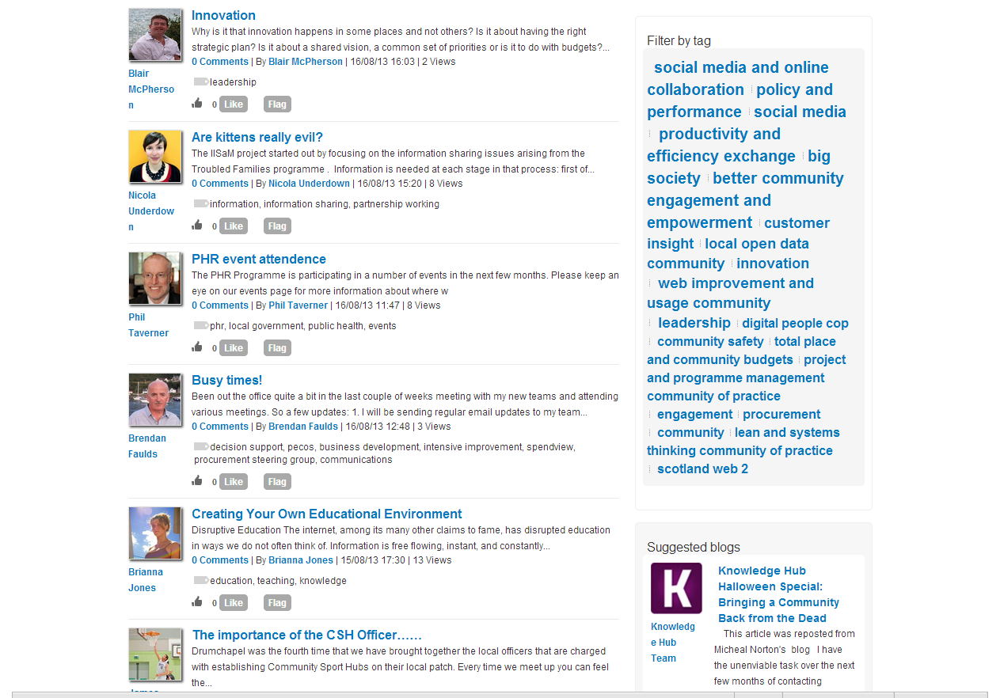 Innovation
Why is it that innovation happens in some places and not others? Is it about having the right
strategic plan? Is it about a shared vision, a common set of priorities or is it to do with budgets?...
0 Comments | By Blair McPherson | 16/08/13 16:03 | 2 Views
Blair
McPherso
n
leadership
0 Like Flag
Are kittens really evil?
The IISaM project started out by focusing on the information sharing issues arising from the
Troubled Families programme . Information is needed at each stage in that process: first of...
0 Comments | By Nicola Underdown | 16/08/13 15:20 | 8 Views
Nicola
Underdow
n
information, information sharing, partnership working
0 Like Flag
PHR event attendence
The PHR Programme is participating in a number of events in the next few months. Please keep an
eye on our events page for more information about where w
0 Comments | By Phil Taverner | 16/08/13 11:47 | 8 Views
Phil
Taverner
phr, local government, public health, events
0 Like Flag
Busy times!
Been out the office quite a bit in the last couple of weeks meeting with my new teams and attending
various meetings. So a few updates: 1. I will be sending regular email updates to my team...
0 Comments | By Brendan Faulds | 16/08/13 12:48 | 3 Views
Brendan
Faulds
decision support, pecos, business development, intensive improvement, spendview,
procurement steering group, communications
0 Like Flag
Creating Your Own Educational Environment
Disruptive Education The internet, among its many other claims to fame, has disrupted education
in ways we do not often think of. Information is free flowing, instant, and constantly...
0 Comments | By Brianna Jones | 15/08/13 17:30 | 13 Views
Brianna
Jones
education, teaching, knowledge
0 Like Flag
The importance of the CSH Officer……
Drumchapel was the fourth time that we have brought together the local officers that are charged
with establishing Community Sport Hubs on their local patch. Every time we meet up you can feel
the...
Filter by tag
social media and online
collaboration policy and
performance social media
productivity and
efficiency exchange big
society better community
engagement and
empowerment customer
insight local open data
community innovation
web improvement and
usage community
leadership digital people cop
community safety total place
and community budgets project
and programme management
community of practice
engagement procurement
community lean and systems
thinking community of practice
scotland web 2
Suggested blogs
K
Knowledg
e Hub
Team
Knowledge Hub
Halloween Special:
Bringing a Community
Back from the Dead
This article was reposted from
Micheal Norton's blog I have
the unenviable task over the next
few months of contacting